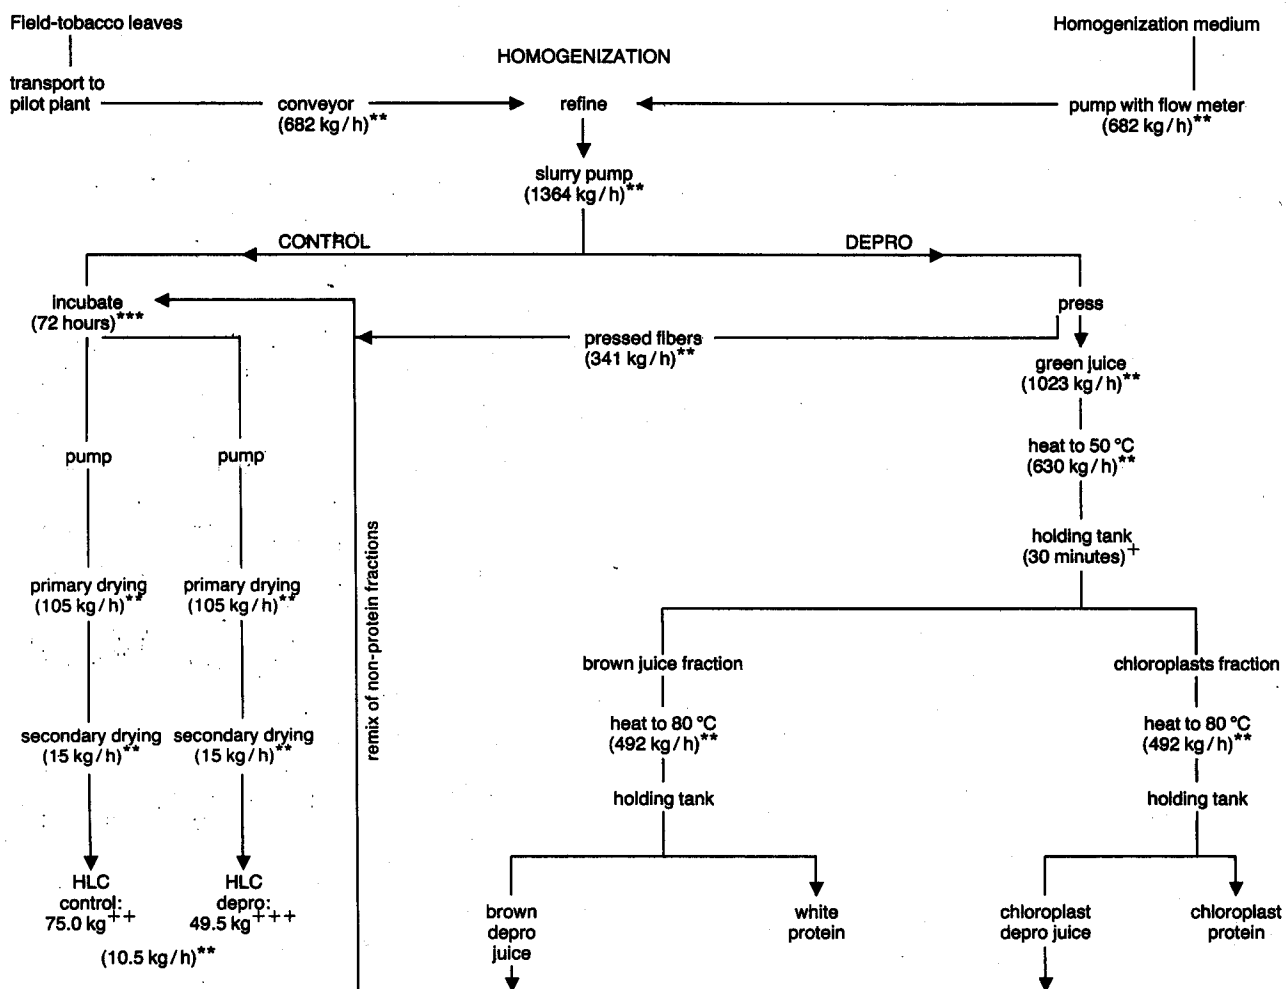 Field-tobacco leaves
Homogenization medium
HOMOGENIZATION
transport to
pilot plant
conveyor
(682 kg/h)**
refine
pump with flow meter
(682 kg/h)**
slurry pump
(1364 kg/h)**
CONTROL
DEPRO
incubate
(72 hours)***
press
pressed fibers
(341 kg/h)**
green juice
(1023 kg/h)**
heat to 50 °C
(630 kg/h)**
pump
pump
holding tank
(30 minutes)+
remix of non-protein fractions
primary drying
(105 kg/h)**
primary drying
(105 kg/h)**
brown juice fraction
chloroplasts fraction
secondary drying
(15 kg/h)**
secondary drying
(15 kg/h)**
heat to 80 °C
(492 kg/h)**
heat to 80 °C
(492 kg/h)**
holding tank
holding tank
HLC
control:
75.0 kg++
HLC
depro:
49.5 kg+++
(10.5 kg/h)**
brown
depro
juice
white
protein
chloroplast
depro juice
chloroplast
protein